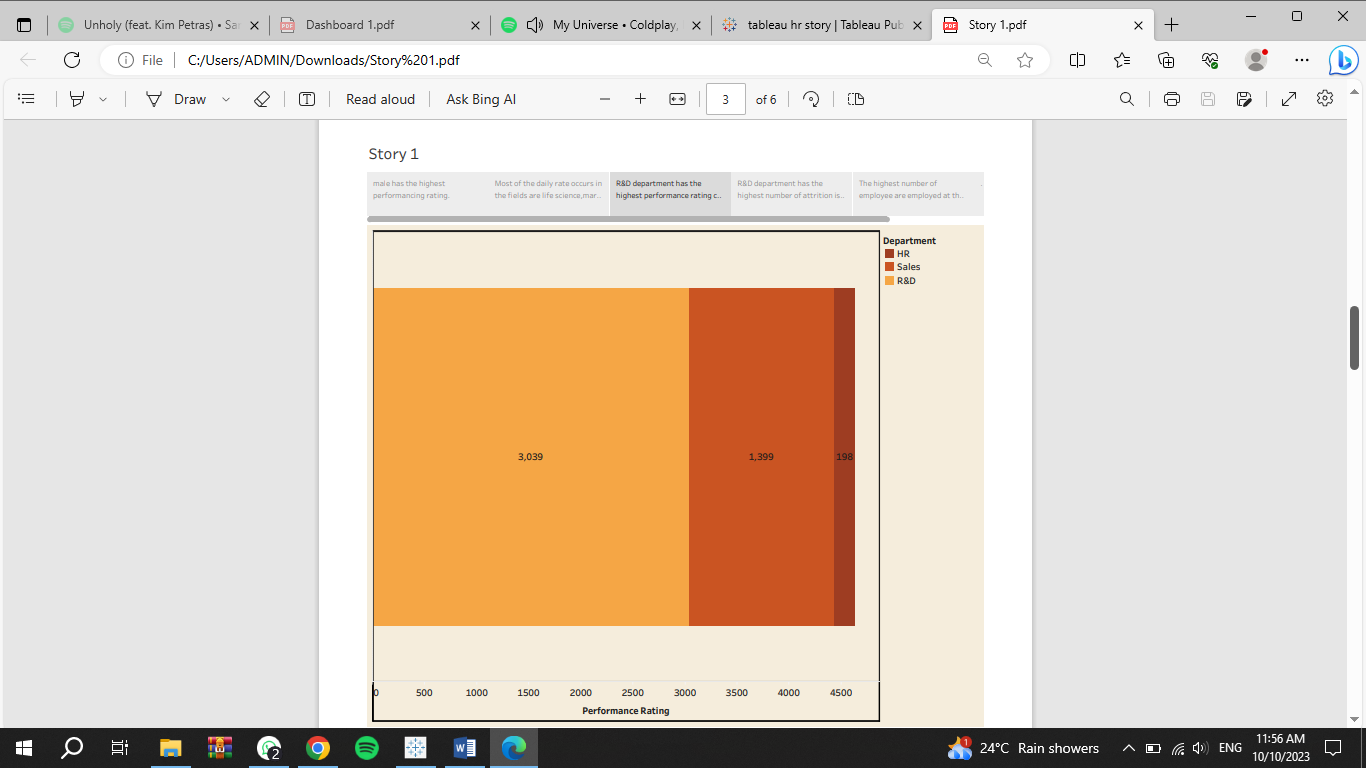 Unholy (feat. Kim Petras) • Sa
Dashboard 1.pdf
My Universe • Coldplay,
tableau hr story | Tableau Pub
Story 1.pdf
File
C:/Users/ADMIN/Downloads/Story%201.pdf
Draw
Read aloud
Ask Bing AI
3
of 6
Story 1
male has the highest
performancing rating.
Most of the daily rate occurs in
the fields are life science,mar..
R&D department has the
highest performance rating c..
R&D department has the
highest number of attrition is..
The highest number of
employee are employed at th..
Department
HR
Sales
R&D
3,039
1,399
198
0
500
1000
1500
2000
2500
3000
3500
4000
4500
Performance Rating
2
W
1
24°C Rain showers
ENG
11:56 AM
10/10/2023